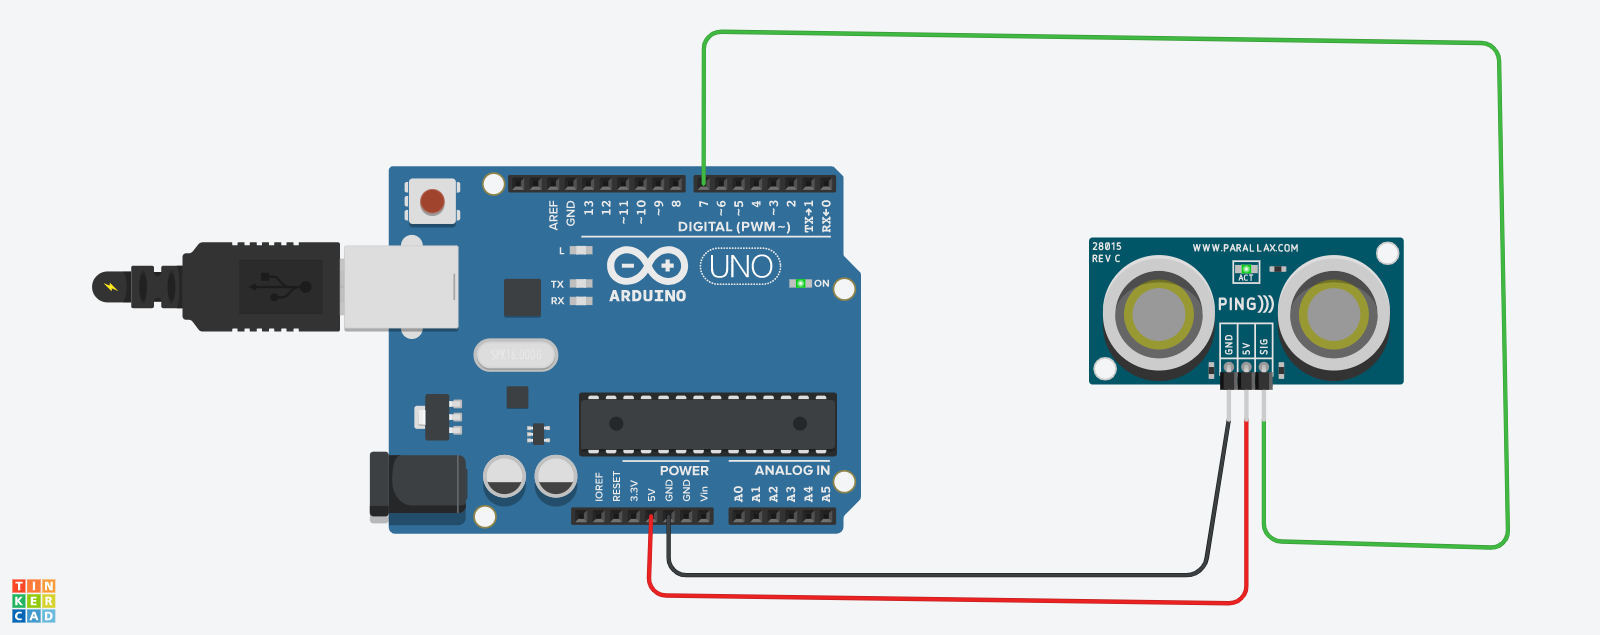 AREF
GND
13
12
~11
~10
~9
8
7
~6
~5
4
~3
2
TX→1
RX←0
DIGITAL (PWM~)
L
TX
RX
ARDUINO
UNO
ON
28015
REV C
WWW.PARALLAX.COM
ACT
PING)))
GND
5V
SIG
POWER
ANALOG IN
IOREF
RESET
3.3V
5V
GND
GND
Vin
A0
A1
A2
A3
A4
A5
TIN
KER
CAD